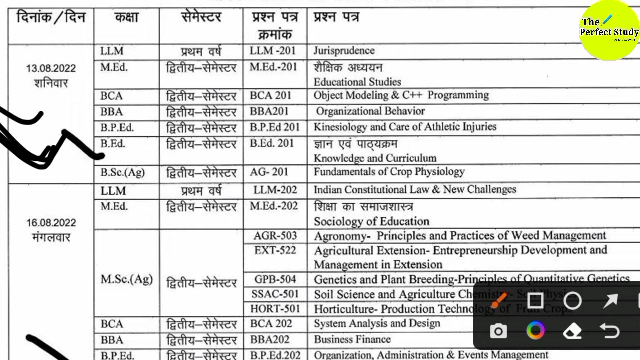 दिनांक/दिन कक्षा सेमेस्टर प्रश्न पत्र क्रमांक प्रश्न पत्र
The Perfect Study
13.08.2022 शनिवार
LLM प्रथम वर्ष LLM -201 Jurisprudence
M.Ed. द्वितीय–सेमेस्टर M.Ed.-201 शैक्षिक अध्ययन
Educational Studies
BCA द्वितीय–सेमेस्टर BCA 201 Object Modeling & C++ Programming
BBA द्वितीय–सेमेस्टर BBA201 Organizational Behavior
B.P.Ed. द्वितीय–सेमेस्टर B.P.Ed 201 Kinesiology and Care of Athletic Injuries
B.Ed. द्वितीय–सेमेस्टर B.Ed. 201 ज्ञान एवं पाठ्यक्रम
Knowledge and Curriculum
B.Sc.(Ag) द्वितीय–सेमेस्टर AG- 201 Fundamentals of Crop Physiology
16.08.2022 मंगलवार
LLM प्रथम वर्ष LLM-202 Indian Constitutional Law & New Challenges
M.Ed. द्वितीय–सेमेस्टर M.Ed.-202 शिक्षा का समाजशास्त्र
Sociology of Education
M.Sc.(Ag) द्वितीय–सेमेस्टर AGR-503 Agronomy- Principles and Practices of Weed Management
EXT-522 Agricultural Extension- Entrepreneurship Development and
Management in Extension
GPB-504 Genetics and Plant Breeding-Principles of Quantitative Genetics
SSAC-501 Soil Science and Agriculture
HORT-501 Horticulture- Production Technology
BCA द्वितीय–सेमेस्टर BCA 202 System Analysis and Design
BBA द्वितीय–सेमेस्टर BBA202 Business Finance
B.P.Ed. द्वितीय–सेमेस्टर B.P.Ed.202 Organization, Administration & Events Management